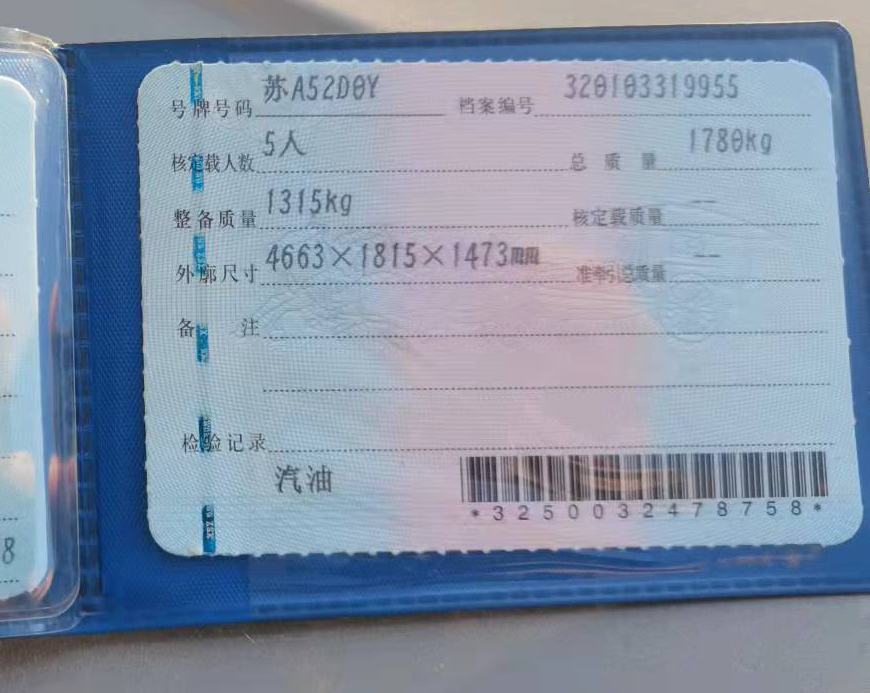 号牌号码 苏A52D0Y 档案编号 320103319955
核定载人数 5人 总质量 1780kg
整备质量 1315kg 核定载质量 --
外廓尺寸 4663×1815×1473mm 准牵引总质量 --
备注
检验记录
汽油
*3250032478758*
8